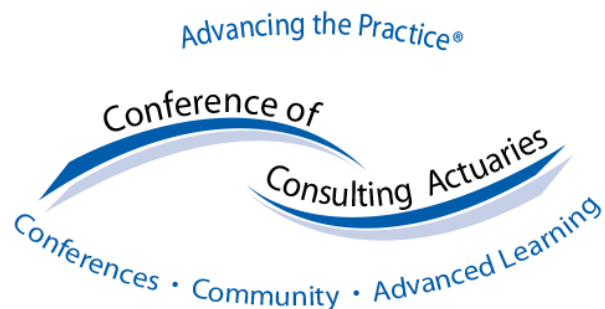 Advancing the Practice®
Conference of
Consulting Actuaries
Conferences · Community · Advanced Learning